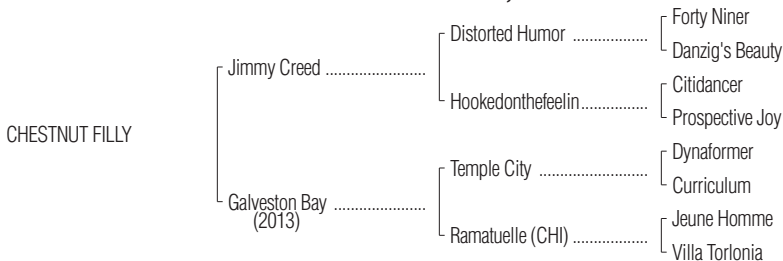 Forty Niner
Distorted Humor ..................
Danzig's Beauty
Jimmy Creed ........................
Citidancer
Hookedonthefeelin................
Prospective Joy
CHESTNUT FILLY
Dynaformer
Temple City ..........................
Curriculum
Galveston Bay ......................
(2013)
Jeune Homme
Ramatuelle (CHI) ..................
Villa Torlonia